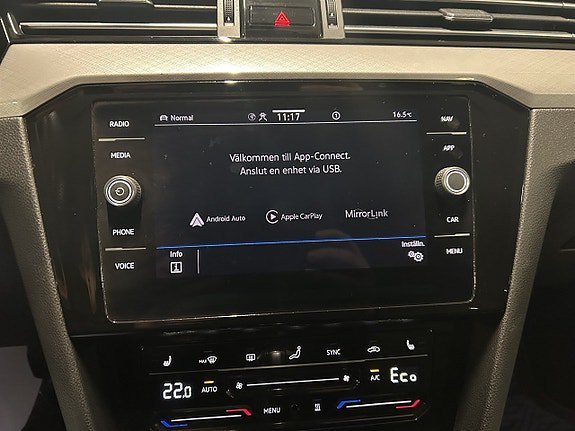 RADIO
MEDIA
PHONE
VOICE
Normal 11:17 16.5°C
Välkommen till App-Connect.
Anslut en enhet via USB.
Android Auto Apple CarPlay MirrorLink
Info Inställn.
NAV
APP
CAR
MENU
MAX SYNC
22.0 AUTO A/C Eco
MENU